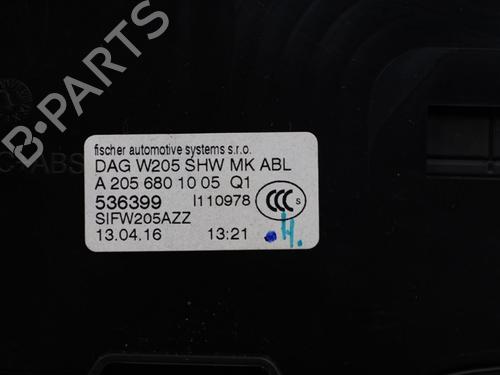 B-PARTS
C-ABS
fischer automotive systems s.r.o.
DAG W205 SHW MK ABL
A 205 680 10 05 Q1
536399 I110978
CCC S
SIFW205AZZ
13.04.16 13:21 .H.